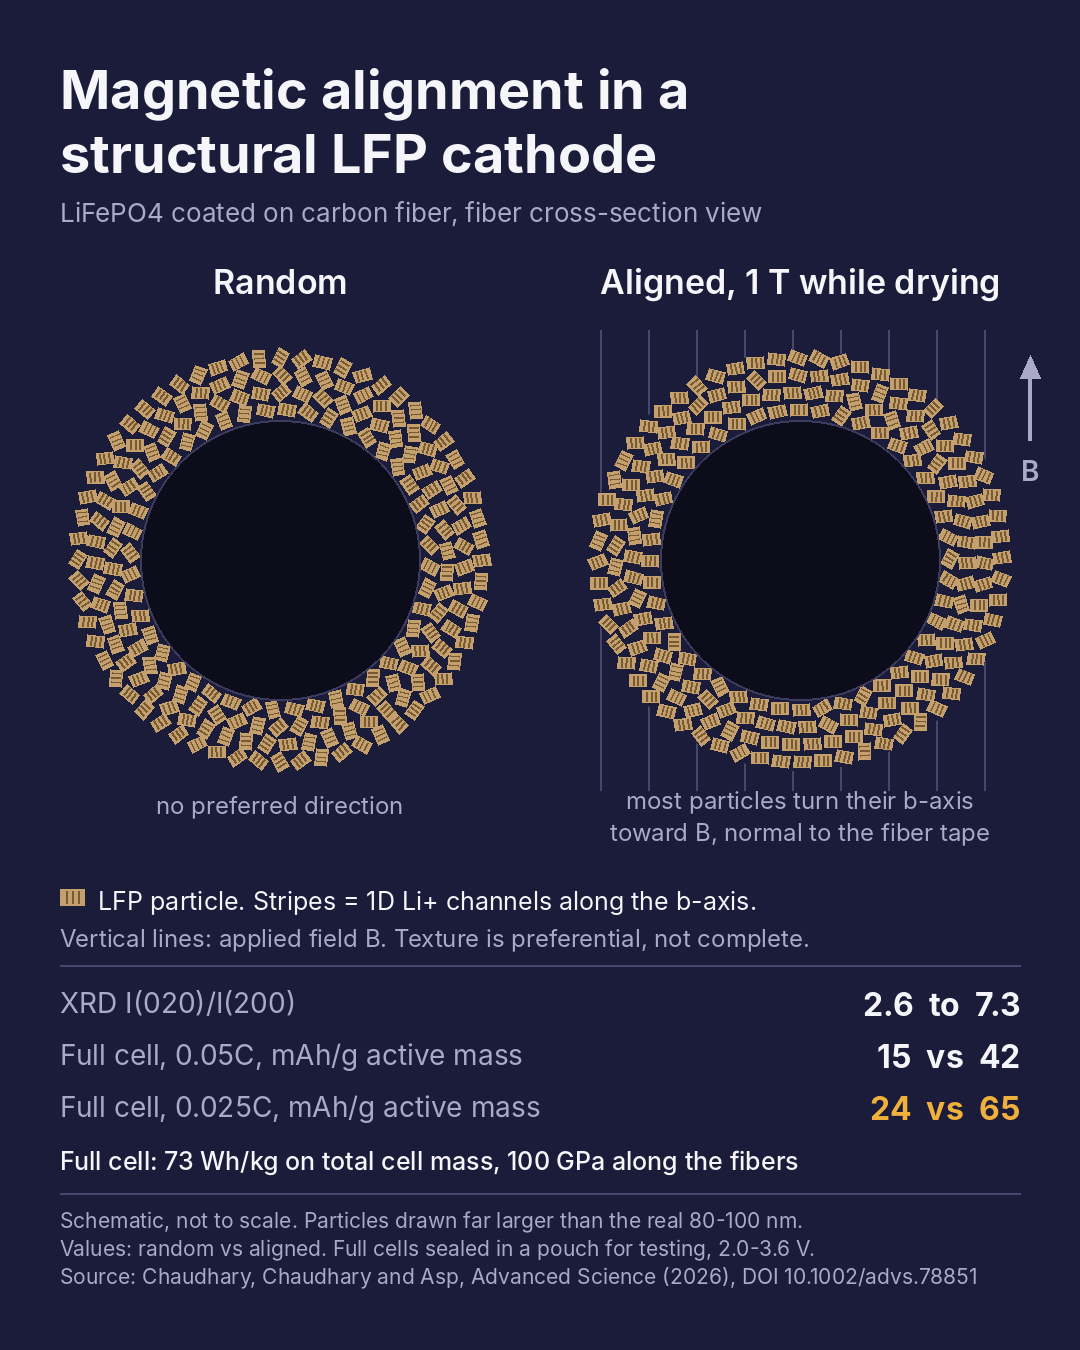 Magnetic alignment in a
structural LFP cathode
LiFePO4 coated on carbon fiber, fiber cross-section view
Random
Aligned, 1 T while drying
B
no preferred direction
most particles turn their b-axis
toward B, normal to the fiber tape
LFP particle. Stripes = 1D Li+ channels along the b-axis.
Vertical lines: applied field B. Texture is preferential, not complete.
XRD I(020)/I(200) 2.6 to 7.3
Full cell, 0.05C, mAh/g active mass 15 vs 42
Full cell, 0.025C, mAh/g active mass 24 vs 65
Full cell: 73 Wh/kg on total cell mass, 100 GPa along the fibers
Schematic, not to scale. Particles drawn far larger than the real 80-100 nm.
Values: random vs aligned. Full cells sealed in a pouch for testing, 2.0-3.6 V.
Source: Chaudhary, Chaudhary and Asp, Advanced Science (2026), DOI 10.1002/advs.78851